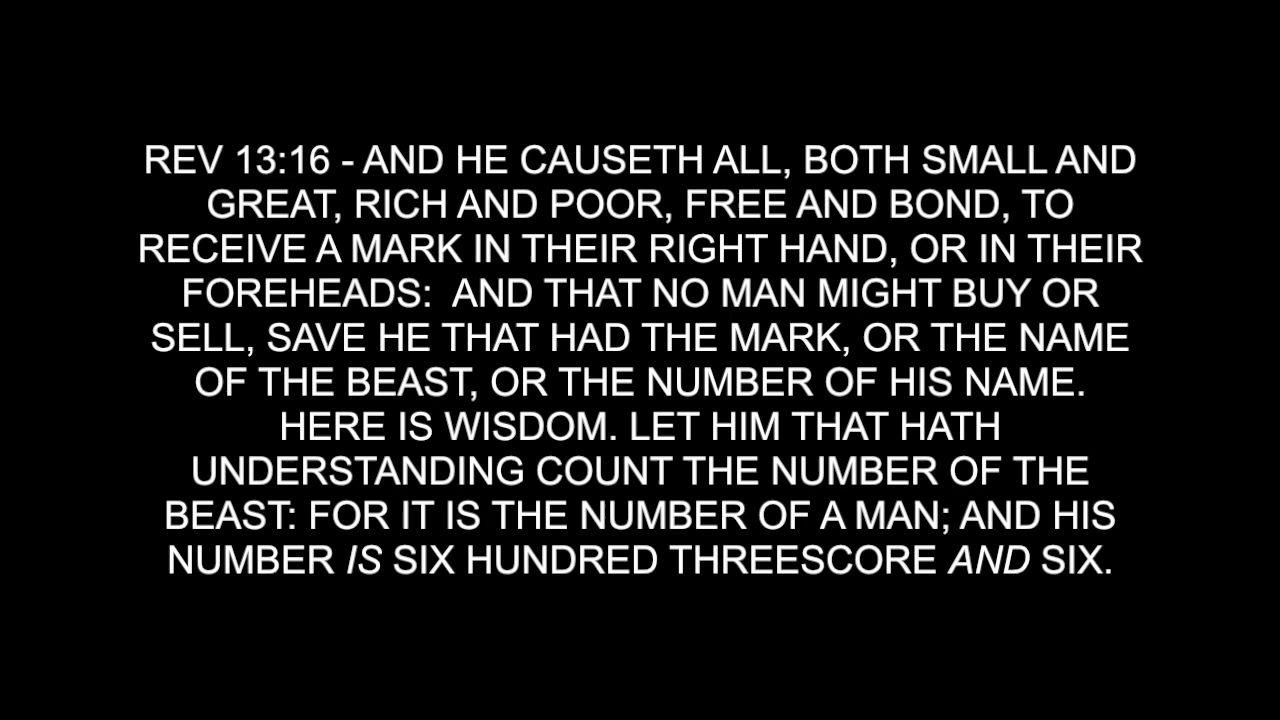 REV 13:16 - AND HE CAUSETH ALL, BOTH SMALL AND
GREAT, RICH AND POOR, FREE AND BOND, TO
RECEIVE A MARK IN THEIR RIGHT HAND, OR IN THEIR
FOREHEADS:  AND THAT NO MAN MIGHT BUY OR
SELL, SAVE HE THAT HAD THE MARK, OR THE NAME
OF THE BEAST, OR THE NUMBER OF HIS NAME.
HERE IS WISDOM. LET HIM THAT HATH
UNDERSTANDING COUNT THE NUMBER OF THE
BEAST: FOR IT IS THE NUMBER OF A MAN; AND HIS
NUMBER IS SIX HUNDRED THREESCORE AND SIX.